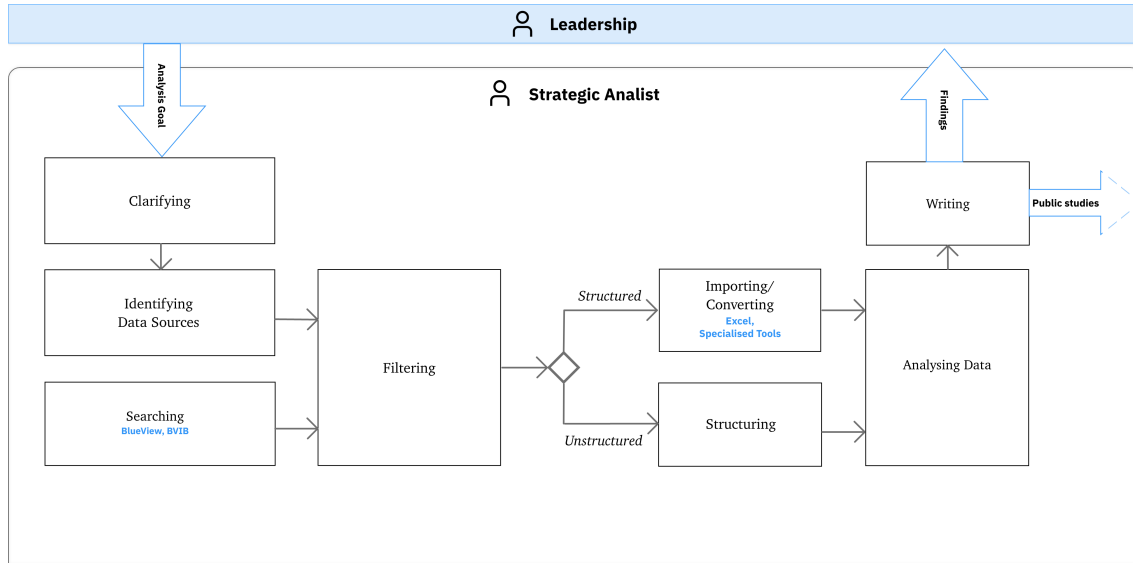 Leadership
Analysis Goal
Strategic Analist
Findings
Clarifying
Writing
Public studies
Identifying
Data Sources
Structured
Importing/
Converting
Excel,
Specialised Tools
Filtering
Analysing Data
Searching
BlueView, BVIB
Unstructured
Structuring